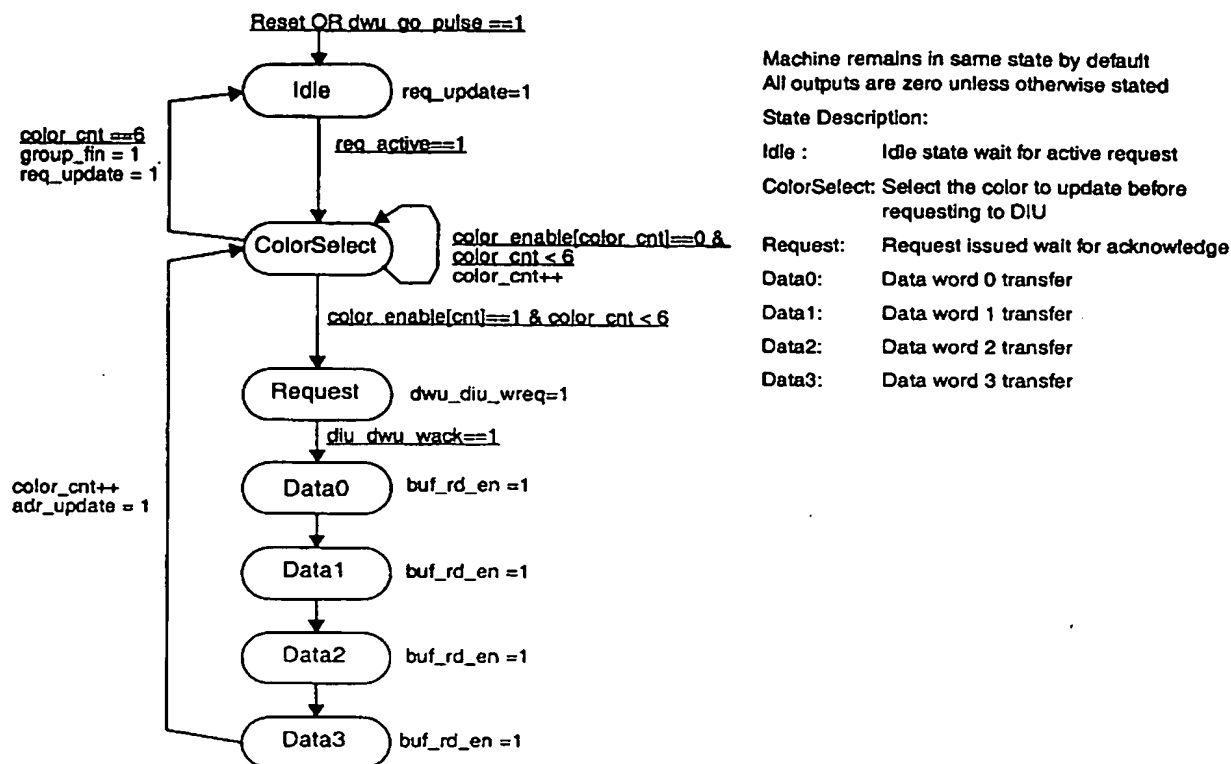 Reset OR dwu_go_pulse ==1
Idle
req_update=1
color_cnt ==6
group_fin = 1
req_update = 1
req_active==1
ColorSelect
color_enable[color_cnt]==0 &
color_cnt < 6
color_cnt++
color_enable[cnt]==1 & color_cnt < 6
Request
dwu_diu_wreq=1
diu_dwu_wack==1
Data0
buf_rd_en =1
color_cnt++
adr_update = 1
Data1
buf_rd_en =1
Data2
buf_rd_en =1
Data3
buf_rd_en =1
Machine remains in same state by default
All outputs are zero unless otherwise stated
State Description:
Idle : Idle state wait for active request
ColorSelect: Select the color to update before
requesting to DIU
Request: Request issued wait for acknowledge
Data0: Data word 0 transfer
Data1: Data word 1 transfer
Data2: Data word 2 transfer
Data3: Data word 3 transfer